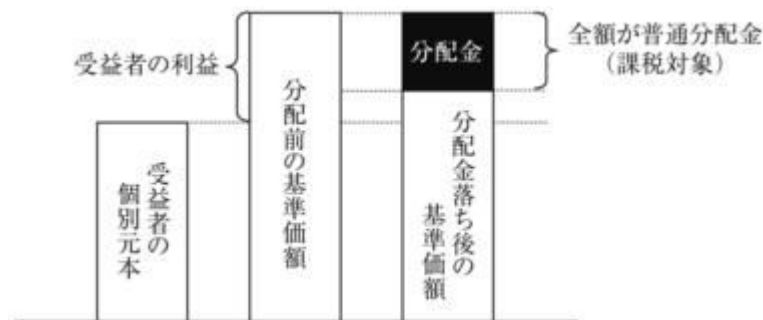 受益者の利益
受益者の
個別元本
分配前の基準価額
分配金
分配金落ち後の
基準価額
全額が普通分配金
(課税対象)